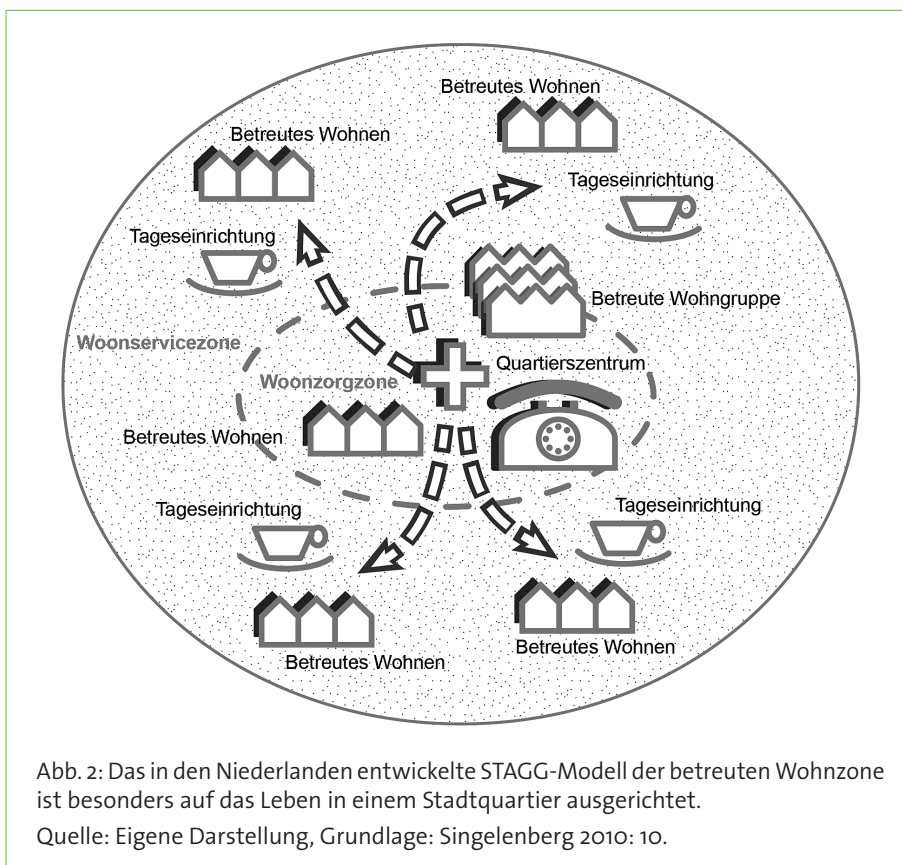 Betreutes Wohnen
Betreutes Wohnen
Tageseinrichtung
Tageseinrichtung
Betreute Wohngruppe
Woonservicezone
Quartierszentrum
Woonzorgzone
Betreutes Wohnen
Tageseinrichtung
Tageseinrichtung
Betreutes Wohnen
Betreutes Wohnen
Abb. 2: Das in den Niederlanden entwickelte STAGG-Modell der betreuten Wohnzone
ist besonders auf das Leben in einem Stadtquartier ausgerichtet.
Quelle: Eigene Darstellung, Grundlage: Singelenberg 2010: 10.